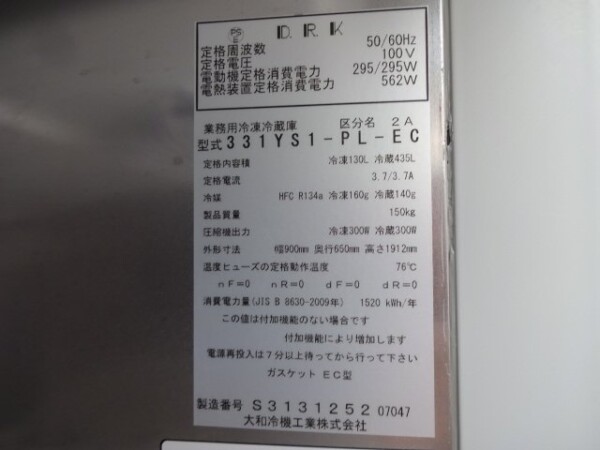 PS
E
D.R.K
定格周波数 50/60Hz
定格電圧 100V
電動機定格消費電力 295/295W
電熱装置定格消費電力 562W
業務用冷凍冷蔵庫 区分名 2A
型式 331YS1-PL-EC
定格内容積 冷凍130L 冷蔵435L
定格電流 3.7/3.7A
冷媒 HFC R134a 冷凍160g 冷蔵140g
製品質量 150kg
圧縮機出力 冷凍300W 冷蔵300W
外形寸法 幅900mm 奥行650mm 高さ1912mm
温度ヒューズの定格動作温度 76℃
nF=0 nR=0 dF=0 dR=0
消費電力量(JIS B 8630-2009年) 1520 kWh/年
この値は付加機能のない場合です
付加機能により増加します
電源再投入は7分以上待ってから行って下さい
ガスケット EC型
製造番号 S3131252 07047
大和冷機工業株式会社